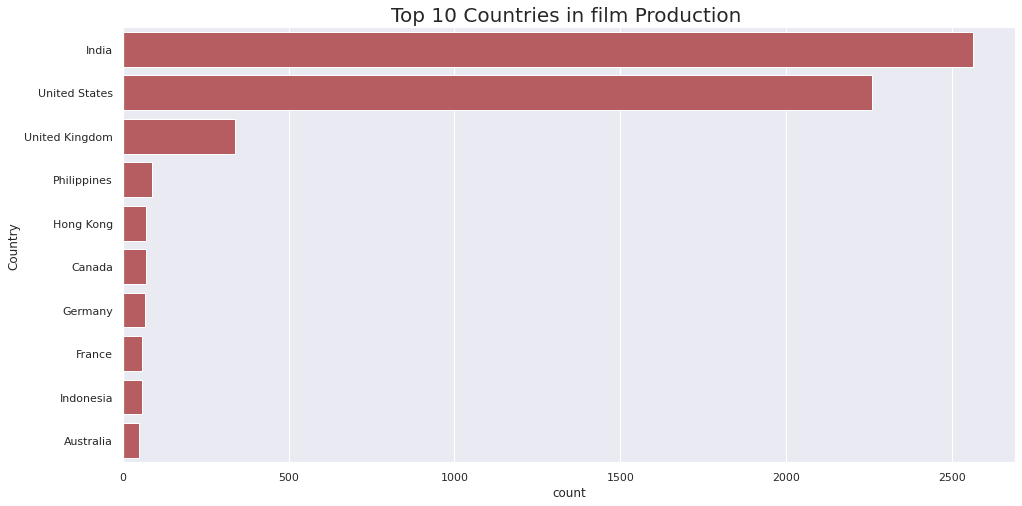 Top 10 Countries in film Production
India
United States
United Kingdom
Philippines
Hong Kong
Canada
Germany
France
Indonesia
Australia
Country
0 500 1000 1500 2000 2500
count